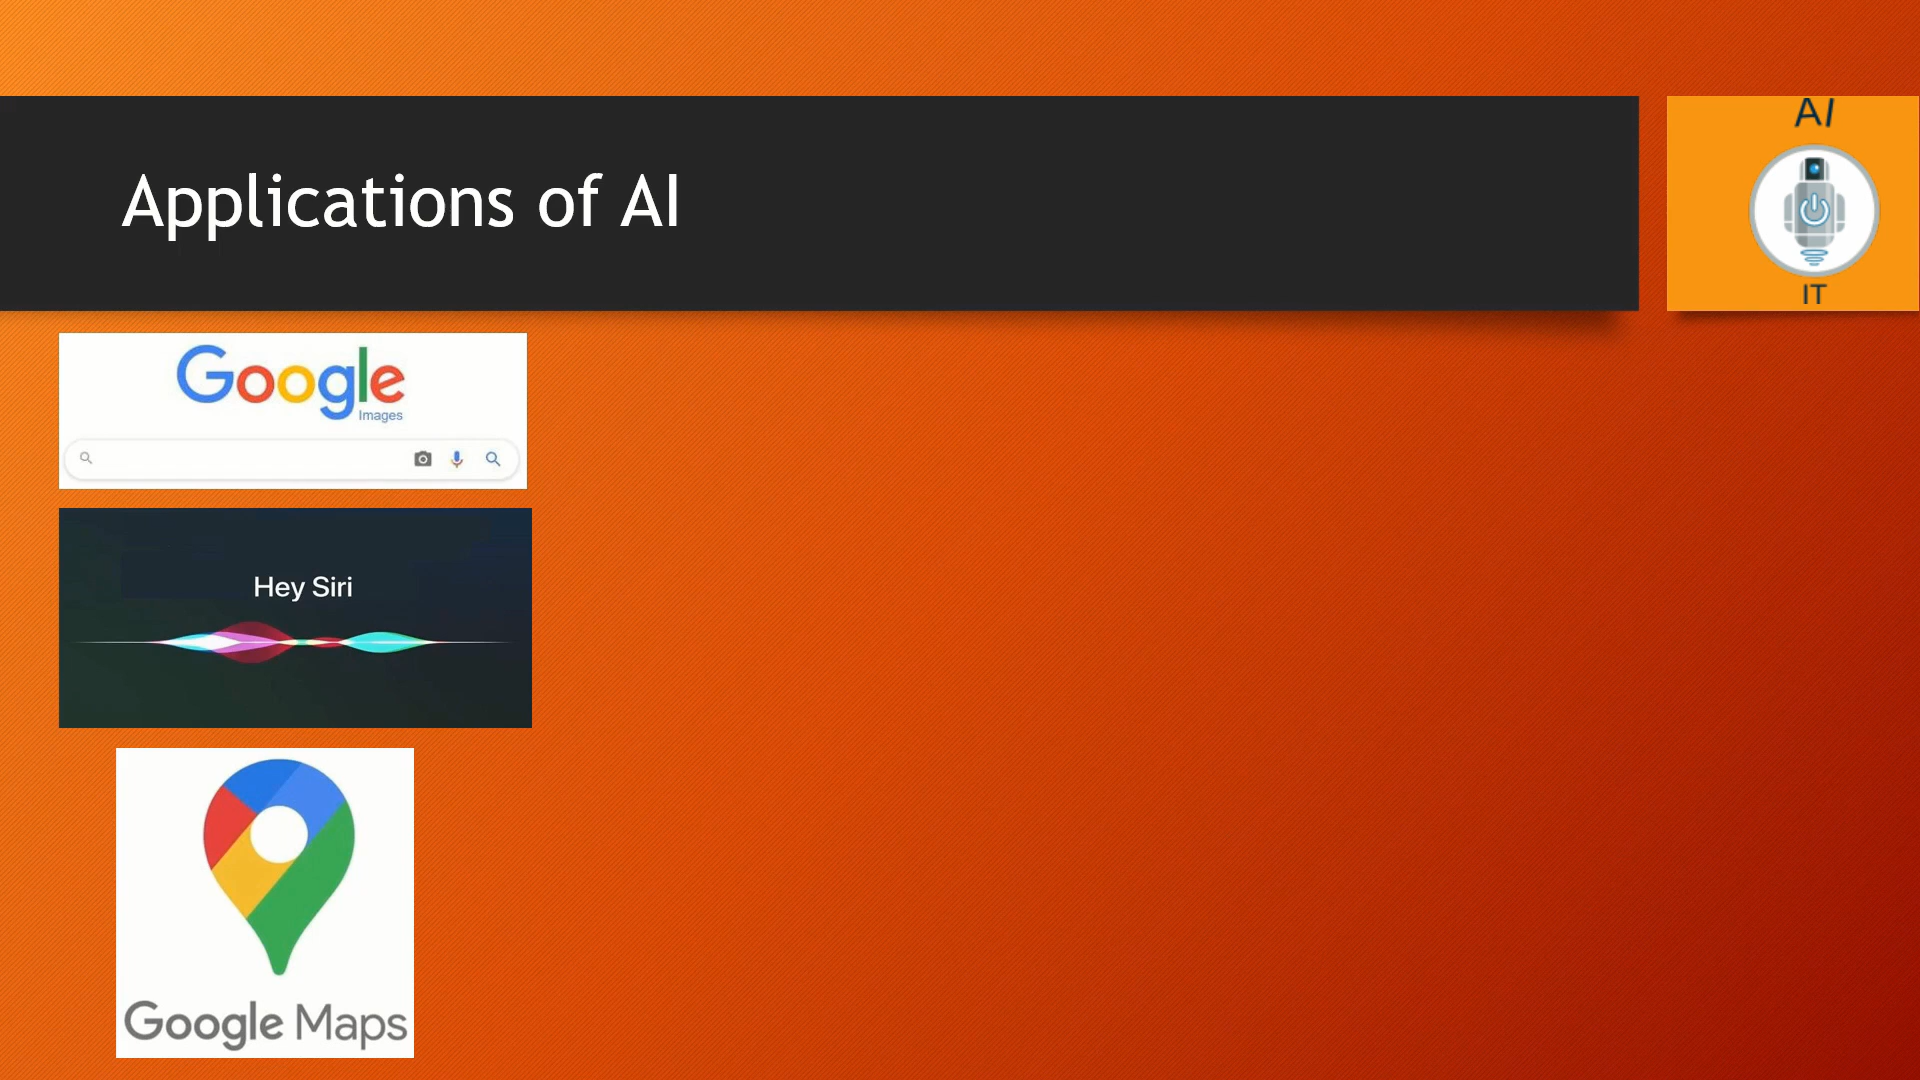 Applications of AI
AI
IT
Google
Images
Hey Siri
Google Maps